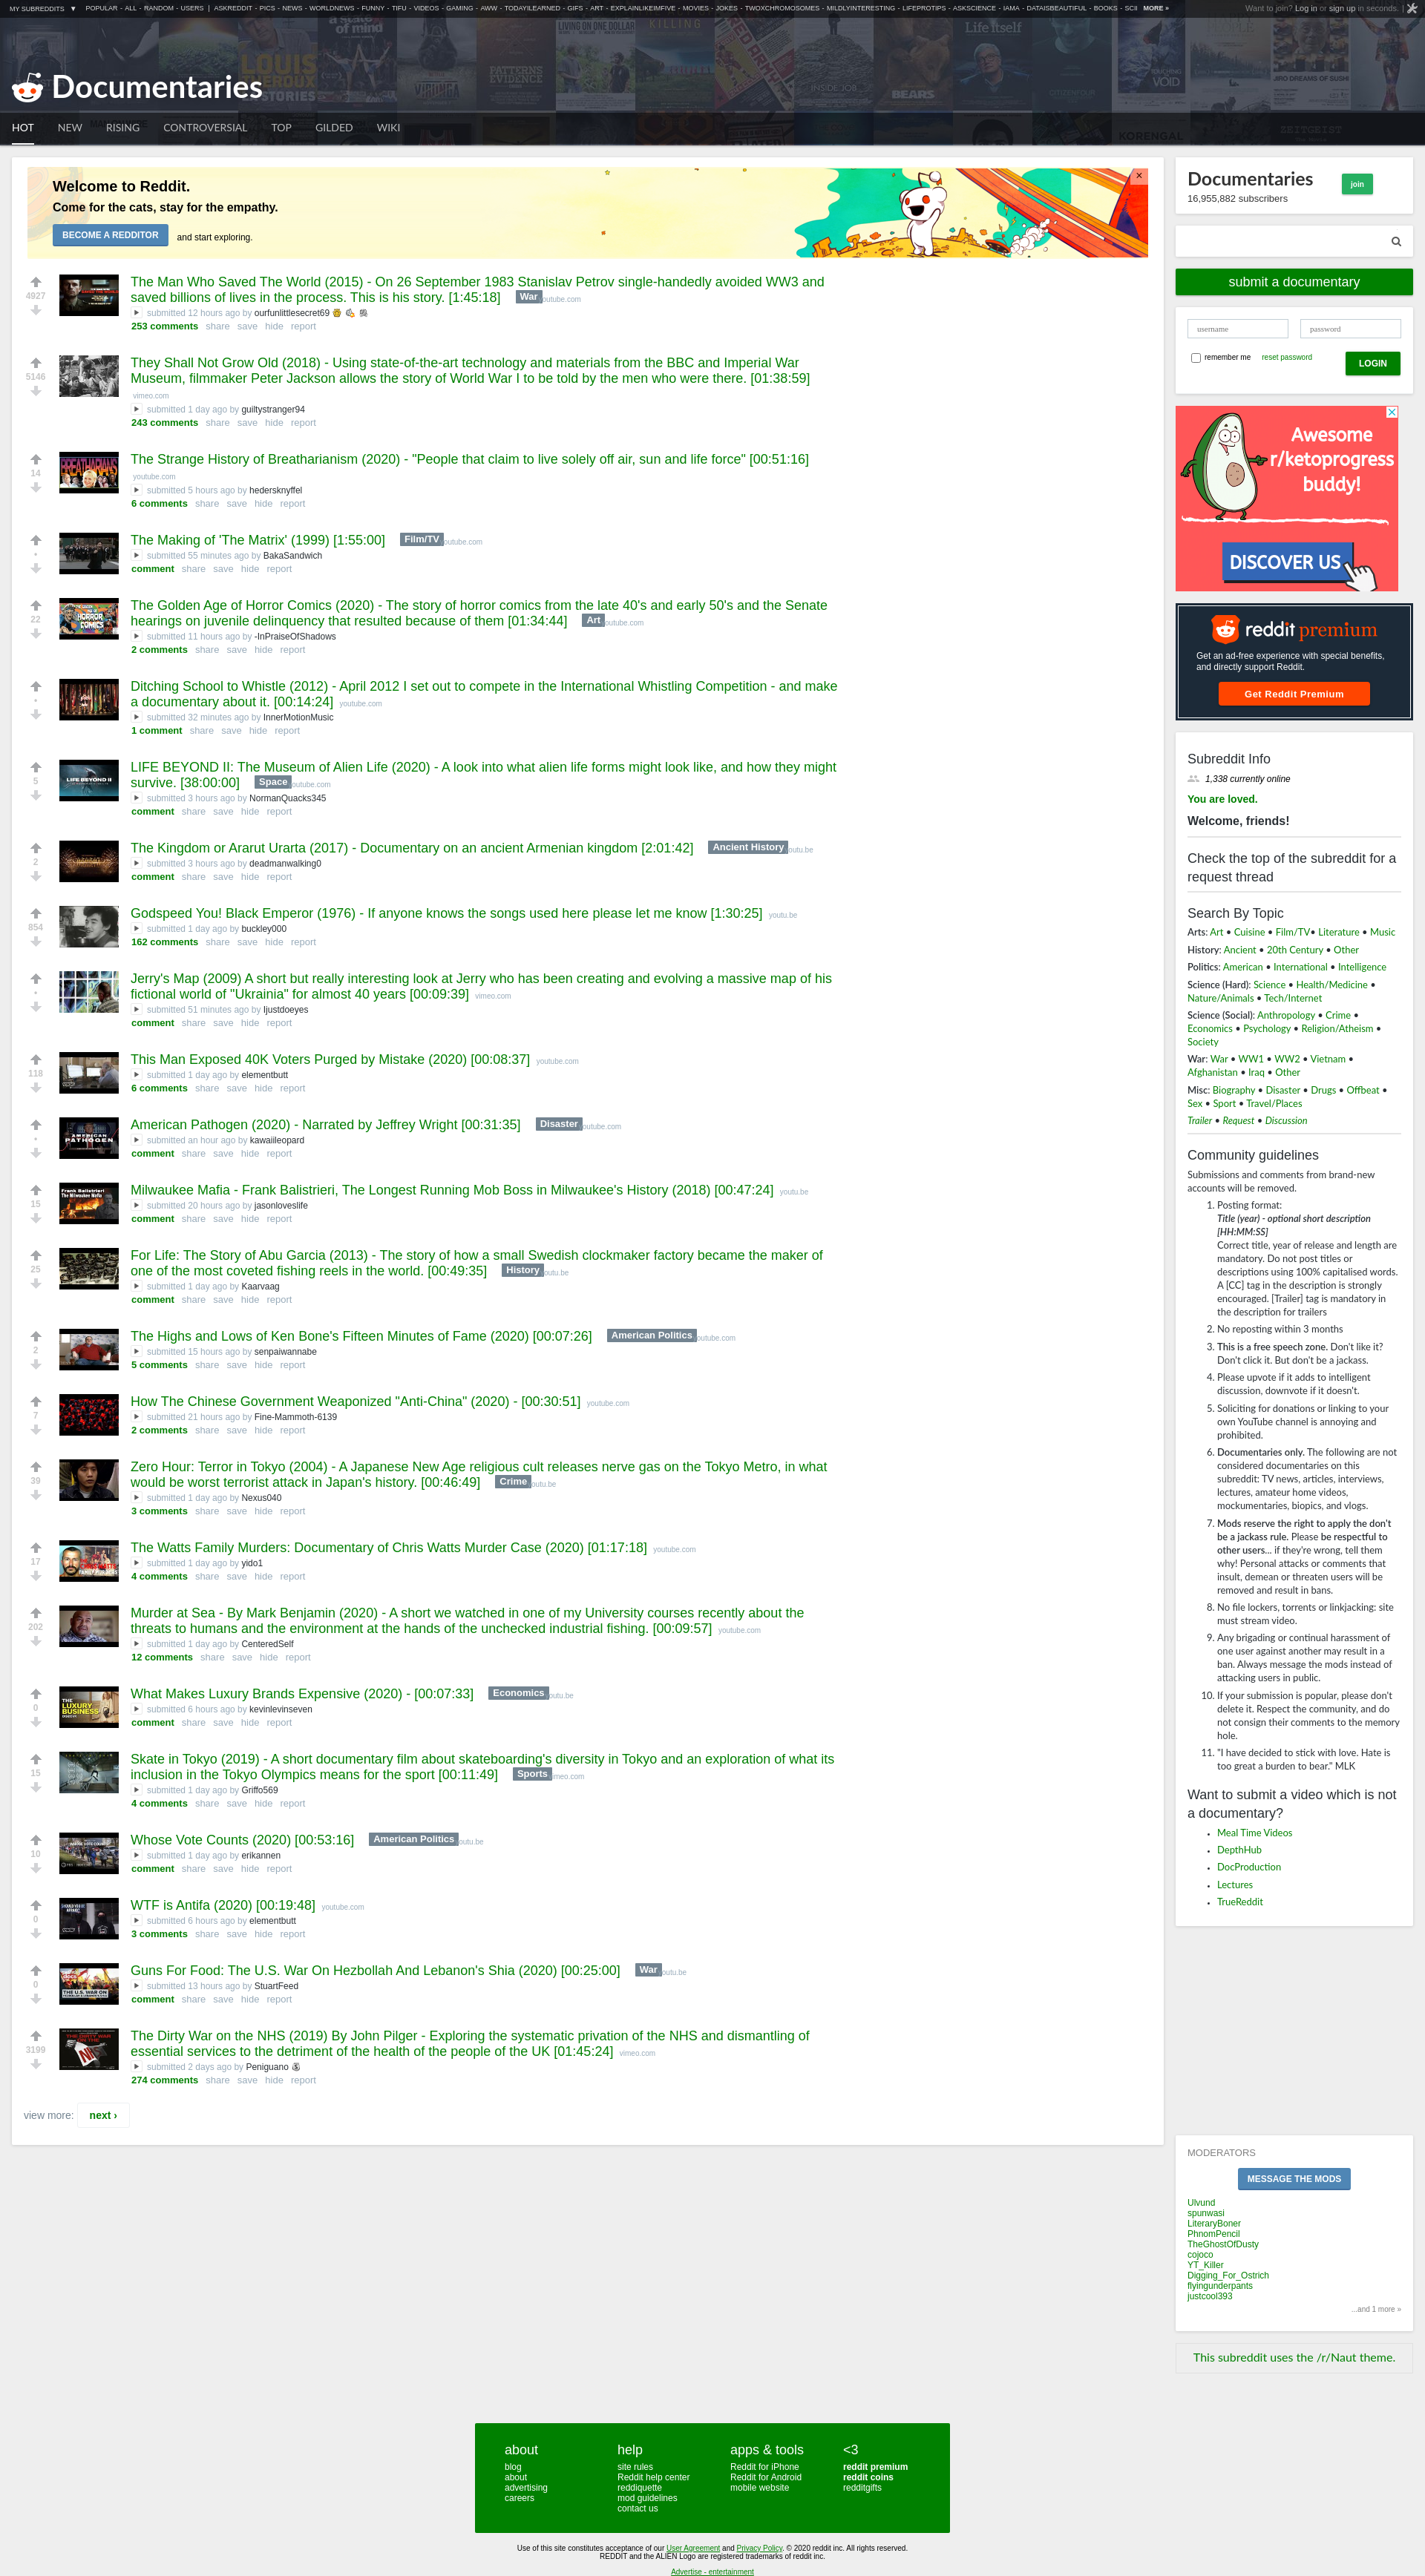 MY SUBREDDITS ▼ POPULAR - ALL - RANDOM - USERS | ASKREDDIT - PICS - NEWS - WORLDNEWS - FUNNY - TIFU - VIDEOS - GAMING - AWW - TODAYILEARNED - GIFS - ART - EXPLAINLIKEIMFIVE - MOVIES - JOKES - TWOXCHROMOSOMES - MILDLYINTERESTING - LIFEPROTIPS - ASKSCIENCE - IAMA - DATAISBEAUTIFUL - BOOKS - SCII MORE »
Want to join? Log in or sign up in seconds. |
Documentaries
HOT NEW RISING CONTROVERSIAL TOP GILDED WIKI
Welcome to Reddit.
Come for the cats, stay for the empathy.
BECOME A REDDITOR and start exploring.
4927
The Man Who Saved The World (2015) - On 26 September 1983 Stanislav Petrov single-handedly avoided WW3 and
saved billions of lives in the process. This is his story. [1:45:18] War outube.com
submitted 12 hours ago by ourfunlittlesecret69
253 comments share save hide report
5146
They Shall Not Grow Old (2018) - Using state-of-the-art technology and materials from the BBC and Imperial War
Museum, filmmaker Peter Jackson allows the story of World War I to be told by the men who were there. [01:38:59]
vimeo.com
submitted 1 day ago by guiltystranger94
243 comments share save hide report
14
The Strange History of Breatharianism (2020) - "People that claim to live solely off air, sun and life force" [00:51:16]
youtube.com
submitted 5 hours ago by hedersknyffel
6 comments share save hide report
•
The Making of 'The Matrix' (1999) [1:55:00] Film/TV outube.com
submitted 55 minutes ago by BakaSandwich
comment share save hide report
22
The Golden Age of Horror Comics (2020) - The story of horror comics from the late 40's and early 50's and the Senate
hearings on juvenile delinquency that resulted because of them [01:34:44] Art outube.com
submitted 11 hours ago by -InPraiseOfShadows
2 comments share save hide report
•
Ditching School to Whistle (2012) - April 2012 I set out to compete in the International Whistling Competition - and make
a documentary about it. [00:14:24] youtube.com
submitted 32 minutes ago by InnerMotionMusic
1 comment share save hide report
5
LIFE BEYOND II: The Museum of Alien Life (2020) - A look into what alien life forms might look like, and how they might
survive. [38:00:00] Space outube.com
submitted 3 hours ago by NormanQuacks345
comment share save hide report
2
The Kingdom or Ararut Urarta (2017) - Documentary on an ancient Armenian kingdom [2:01:42] Ancient History outu.be
submitted 3 hours ago by deadmanwalking0
comment share save hide report
854
Godspeed You! Black Emperor (1976) - If anyone knows the songs used here please let me know [1:30:25] youtu.be
submitted 1 day ago by buckley000
162 comments share save hide report
•
Jerry's Map (2009) A short but really interesting look at Jerry who has been creating and evolving a massive map of his
fictional world of "Ukrainia" for almost 40 years [00:09:39] vimeo.com
submitted 51 minutes ago by Ijustdoeyes
comment share save hide report
118
This Man Exposed 40K Voters Purged by Mistake (2020) [00:08:37] youtube.com
submitted 1 day ago by elementbutt
6 comments share save hide report
•
American Pathogen (2020) - Narrated by Jeffrey Wright [00:31:35] Disaster outube.com
submitted an hour ago by kawaiileopard
comment share save hide report
15
Milwaukee Mafia - Frank Balistrieri, The Longest Running Mob Boss in Milwaukee's History (2018) [00:47:24] youtu.be
submitted 20 hours ago by jasonloveslife
comment share save hide report
25
For Life: The Story of Abu Garcia (2013) - The story of how a small Swedish clockmaker factory became the maker of
one of the most coveted fishing reels in the world. [00:49:35] History outu.be
submitted 1 day ago by Kaarvaag
comment share save hide report
2
The Highs and Lows of Ken Bone's Fifteen Minutes of Fame (2020) [00:07:26] American Politics outube.com
submitted 15 hours ago by senpaiwannabe
5 comments share save hide report
7
How The Chinese Government Weaponized "Anti-China" (2020) - [00:30:51] youtube.com
submitted 21 hours ago by Fine-Mammoth-6139
2 comments share save hide report
39
Zero Hour: Terror in Tokyo (2004) - A Japanese New Age religious cult releases nerve gas on the Tokyo Metro, in what
would be worst terrorist attack in Japan's history. [00:46:49] Crime outu.be
submitted 1 day ago by Nexus040
3 comments share save hide report
17
The Watts Family Murders: Documentary of Chris Watts Murder Case (2020) [01:17:18] youtube.com
submitted 1 day ago by yido1
4 comments share save hide report
202
Murder at Sea - By Mark Benjamin (2020) - A short we watched in one of my University courses recently about the
threats to humans and the environment at the hands of the unchecked industrial fishing. [00:09:57] youtube.com
submitted 1 day ago by CenteredSelf
12 comments share save hide report
0
What Makes Luxury Brands Expensive (2020) - [00:07:33] Economics outu.be
submitted 6 hours ago by kevinlevinseven
comment share save hide report
15
Skate in Tokyo (2019) - A short documentary film about skateboarding's diversity in Tokyo and an exploration of what its
inclusion in the Tokyo Olympics means for the sport [00:11:49] Sports imeo.com
submitted 1 day ago by Griffo569
4 comments share save hide report
10
Whose Vote Counts (2020) [00:53:16] American Politics outu.be
submitted 1 day ago by erikannen
comment share save hide report
0
WTF is Antifa (2020) [00:19:48] youtube.com
submitted 6 hours ago by elementbutt
3 comments share save hide report
0
Guns For Food: The U.S. War On Hezbollah And Lebanon's Shia (2020) [00:25:00] War outu.be
submitted 13 hours ago by StuartFeed
comment share save hide report
3199
The Dirty War on the NHS (2019) By John Pilger - Exploring the systematic privation of the NHS and dismantling of
essential services to the detriment of the health of the people of the UK [01:45:24] vimeo.com
submitted 2 days ago by Peniguano
274 comments share save hide report
view more: next ›
Documentaries join
16,955,882 subscribers
submit a documentary
username password
remember me reset password LOGIN
Awesome
r/ketoprogress
buddy!
DISCOVER US
reddit premium
Get an ad-free experience with special benefits,
and directly support Reddit.
Get Reddit Premium
Subreddit Info
1,338 currently online
You are loved.
Welcome, friends!
Check the top of the subreddit for a
request thread
Search By Topic
Arts: Art • Cuisine • Film/TV• Literature • Music
History: Ancient • 20th Century • Other
Politics: American • International • Intelligence
Science (Hard): Science • Health/Medicine •
Nature/Animals • Tech/Internet
Science (Social): Anthropology • Crime •
Economics • Psychology • Religion/Atheism •
Society
War: War • WW1 • WW2 • Vietnam •
Afghanistan • Iraq • Other
Misc: Biography • Disaster • Drugs • Offbeat •
Sex • Sport • Travel/Places
Trailer • Request • Discussion
Community guidelines
Submissions and comments from brand-new
accounts will be removed.
1. Posting format:
Title (year) - optional short description
[HH:MM:SS]
Correct title, year of release and length are
mandatory. Do not post titles or
descriptions using 100% capitalised words.
A [CC] tag in the description is strongly
encouraged. [Trailer] tag is mandatory in
the description for trailers
2. No reposting within 3 months
3. This is a free speech zone. Don't like it?
Don't click it. But don't be a jackass.
4. Please upvote if it adds to intelligent
discussion, downvote if it doesn't.
5. Soliciting for donations or linking to your
own YouTube channel is annoying and
prohibited.
6. Documentaries only. The following are not
considered documentaries on this
subreddit: TV news, articles, interviews,
lectures, amateur home videos,
mockumentaries, biopics, and vlogs.
7. Mods reserve the right to apply the don't
be a jackass rule. Please be respectful to
other users... if they're wrong, tell them
why! Personal attacks or comments that
insult, demean or threaten users will be
removed and result in bans.
8. No file lockers, torrents or linkjacking: site
must stream video.
9. Any brigading or continual harassment of
one user against another may result in a
ban. Always message the mods instead of
attacking users in public.
10. If your submission is popular, please don't
delete it. Respect the community, and do
not consign their comments to the memory
hole.
11. "I have decided to stick with love. Hate is
too great a burden to bear." MLK
Want to submit a video which is not
a documentary?
• Meal Time Videos
• DepthHub
• DocProduction
• Lectures
• TrueReddit
MODERATORS
MESSAGE THE MODS
Ulvund
spunwasi
LiteraryBoner
PhnomPencil
TheGhostOfDusty
cojoco
YT_Killer
Digging_For_Ostrich
flyingunderpants
justcool393
...and 1 more »
This subreddit uses the /r/Naut theme.
about help apps & tools <3
blog site rules Reddit for iPhone reddit premium
about Reddit help center Reddit for Android reddit coins
advertising reddiquette mobile website redditgifts
careers mod guidelines
contact us
Use of this site constitutes acceptance of our User Agreement and Privacy Policy. © 2020 reddit inc. All rights reserved.
REDDIT and the ALIEN Logo are registered trademarks of reddit inc.
Advertise - entertainment